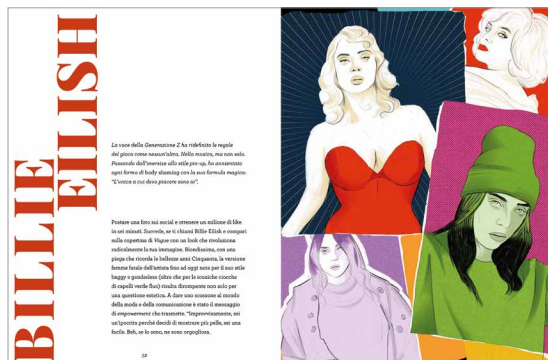 BILLIE
EILISH
La voce della Generazione Z ha ridefinito le regole
del gioco come nessun'altra. Nella musica, ma non solo.
Passando dall'oversize allo stile pin-up, ha annientato
ogni forma di body shaming con la sua formula magica:
"L'unica a cui devo piacere sono io".
Postare una foto sui social e ottenere un milione di like
in sei minuti. Succede, se ti chiami Billie Eilish e compari
sulla copertina di Vogue con un look che rivoluziona
radicalmente la tua immagine. Biondissima, con una
piega che ricorda le bellezze anni Cinquanta, la versione
femme fatale dell'artista fino ad oggi nota per il suo stile
baggy e genderless (oltre che per le iconiche ciocche
di capelli verde fluo) risulta dirompente non solo per
una questione estetica. A dare uno scossone al mondo
della moda e della comunicazione è stato il messaggio
di empowerment che trasmette. "Improvvisamente, sei
un'ipocrita perché decidi di mostrare più pelle, sei una
facile. Beh, se lo sono, ne sono orgogliosa.